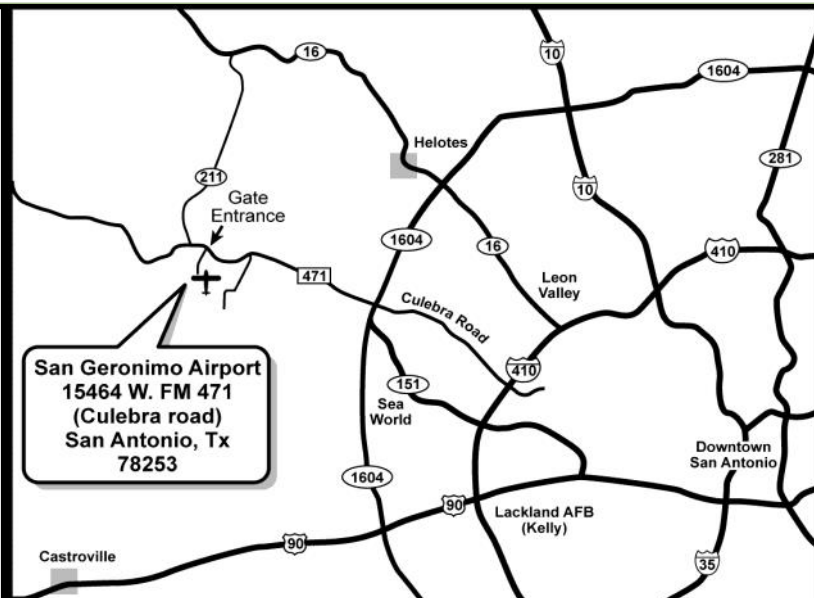 16
10
1604
Helotes
281
211
10
Gate
Entrance
1604
16
410
471
Leon
Valley
Culebra Road
San Geronimo Airport
15464 W. FM 471
(Culebra road)
San Antonio, Tx
78253
410
151
Sea
World
Downtown
San Antonio
1604
90
Lackland AFB
(Kelly)
90
Castroville
35